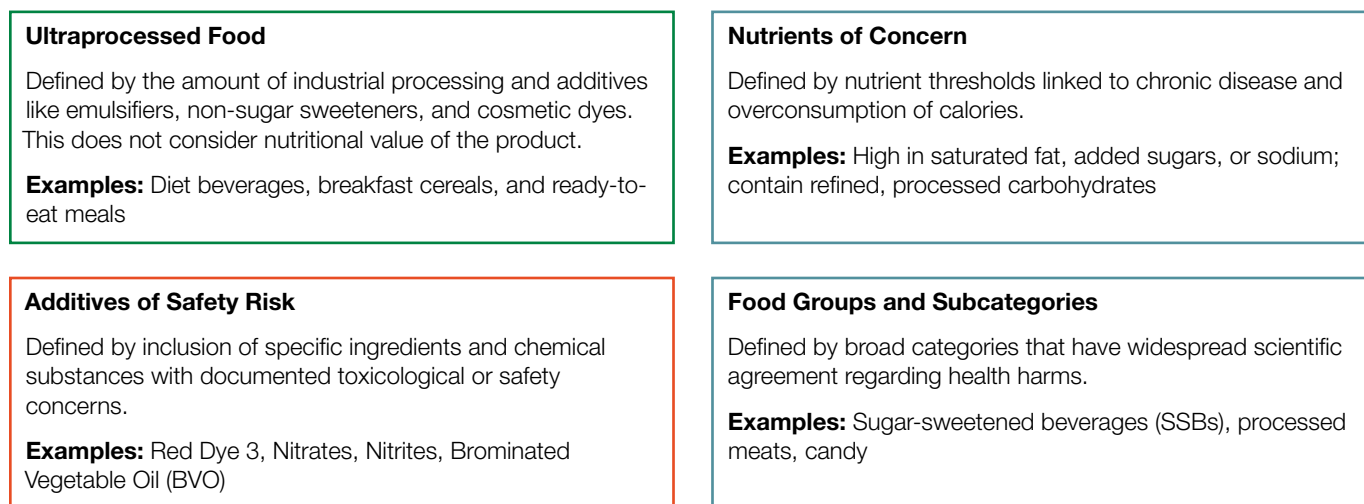 Ultraprocessed Food
Defined by the amount of industrial processing and additives
like emulsifiers, non-sugar sweeteners, and cosmetic dyes.
This does not consider nutritional value of the product.
Examples: Diet beverages, breakfast cereals, and ready-to-
eat meals
Nutrients of Concern
Defined by nutrient thresholds linked to chronic disease and
overconsumption of calories.
Examples: High in saturated fat, added sugars, or sodium;
contain refined, processed carbohydrates
Additives of Safety Risk
Defined by inclusion of specific ingredients and chemical
substances with documented toxicological or safety
concerns.
Examples: Red Dye 3, Nitrates, Nitrites, Brominated
Vegetable Oil (BVO)
Food Groups and Subcategories
Defined by broad categories that have widespread scientific
agreement regarding health harms.
Examples: Sugar-sweetened beverages (SSBs), processed
meats, candy